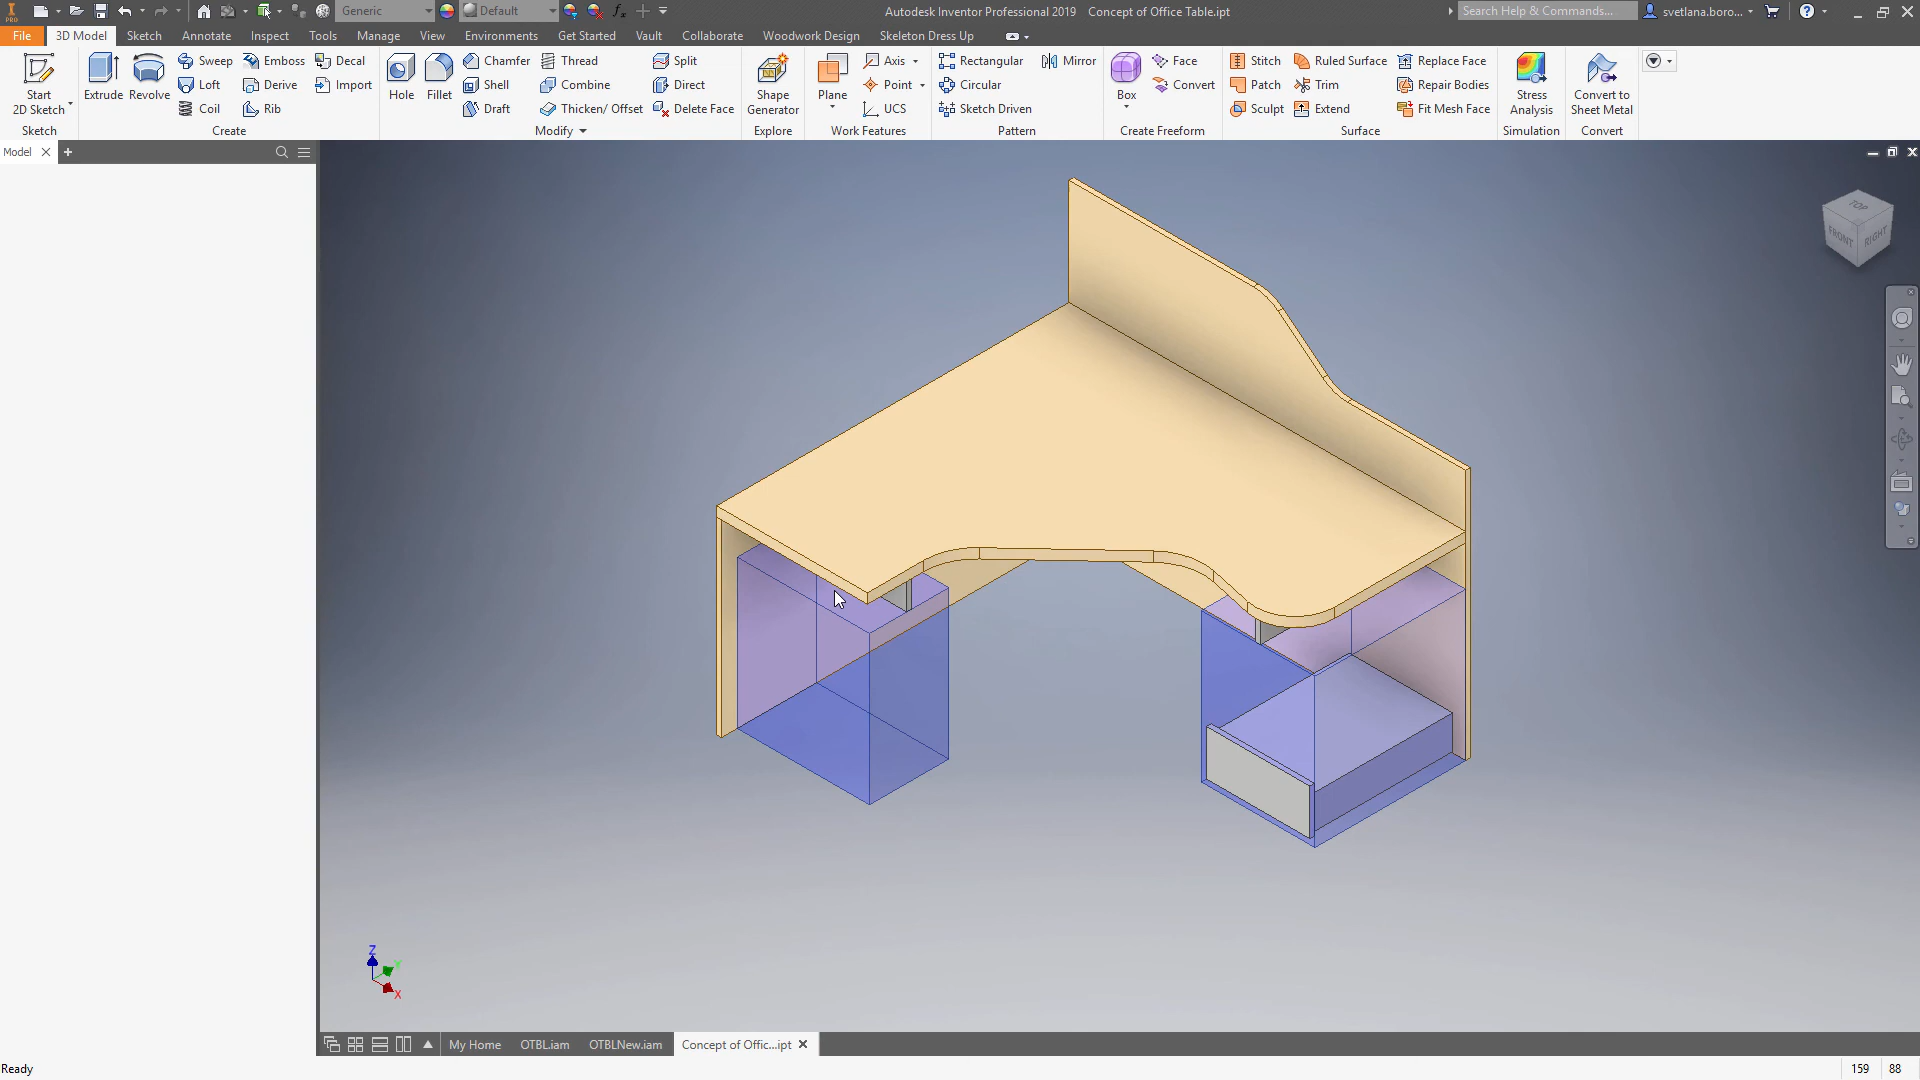 Generic
Default
Autodesk Inventor Professional 2019 Concept of Office Table.ipt
Search Help & Commands...
svetlana.boro...
PRO
File
3D Model
Sketch
Annotate
Inspect
Tools
Manage
View
Environments
Get Started
Vault
Collaborate
Woodwork Design
Skeleton Dress Up
Start
2D Sketch
Sketch
Extrude
Revolve
Sweep
Emboss
Decal
Loft
Derive
Import
Coil
Rib
Create
Hole
Fillet
Chamfer
Thread
Split
Shell
Combine
Direct
Draft
Thicken/ Offset
Delete Face
Modify
Shape
Generator
Explore
Plane
Axis
Point
UCS
Work Features
Rectangular
Mirror
Circular
Sketch Driven
Pattern
Box
Face
Convert
Create Freeform
Stitch
Ruled Surface
Replace Face
Patch
Trim
Repair Bodies
Sculpt
Extend
Fit Mesh Face
Surface
Stress
Analysis
Simulation
Convert to
Sheet Metal
Convert
Model
TOP
FRONT
RIGHT
Z
Y
X
My Home
OTBL.iam
OTBLNew.iam
Concept of Offic...ipt
Ready
159
88